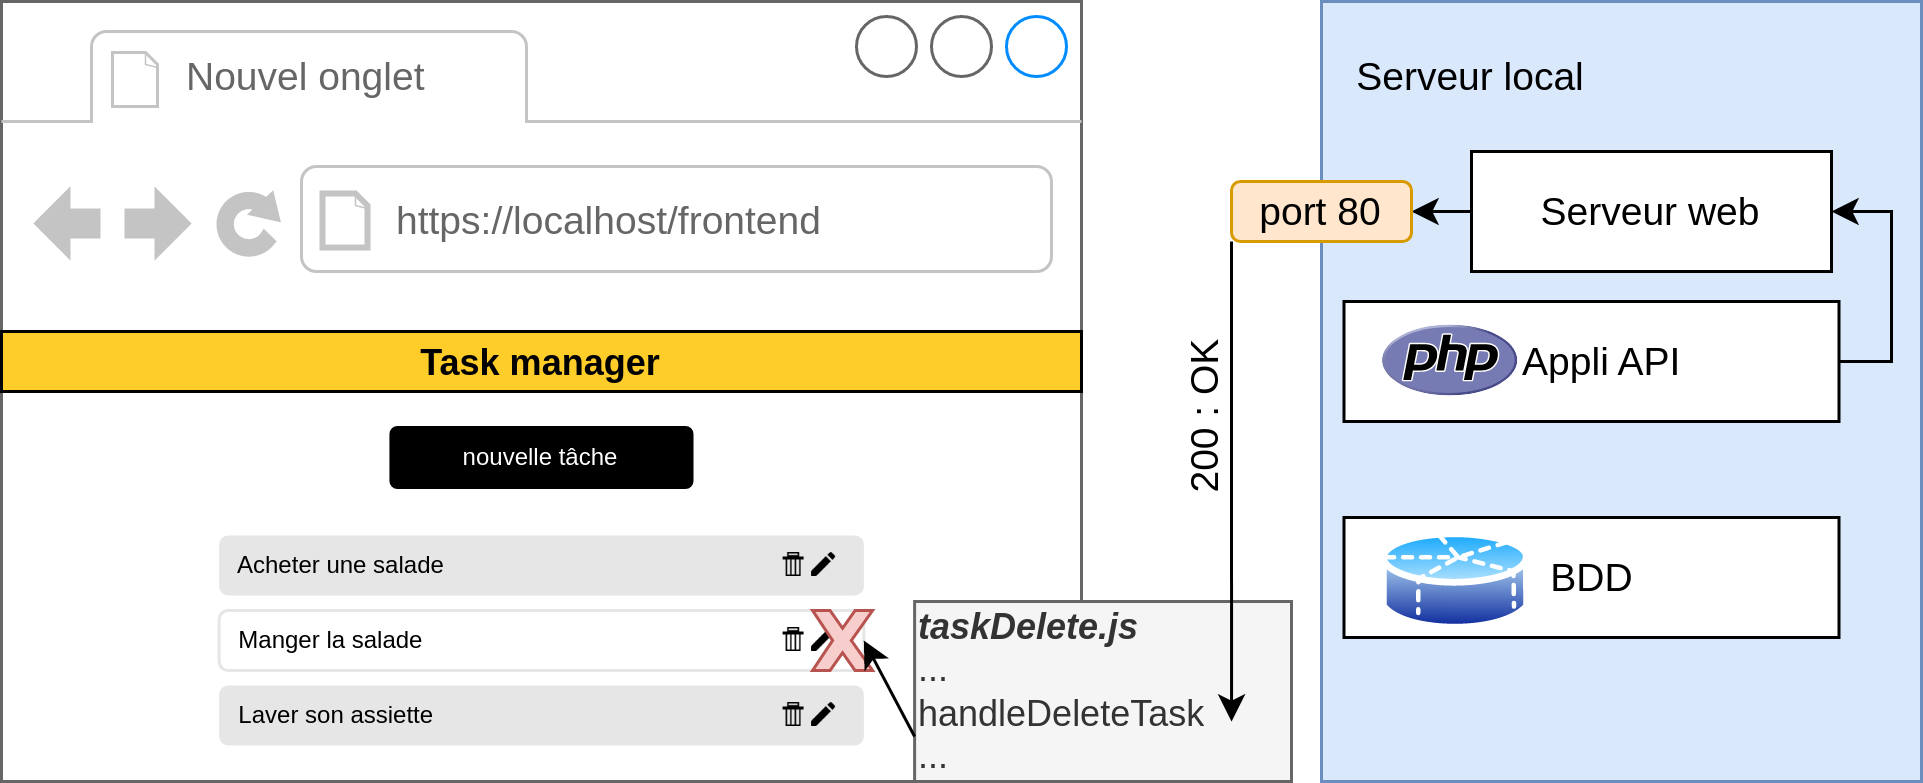 Nouvel onglet
https://localhost/frontend
Task manager
nouvelle tâche
Acheter une salade
Manger la salade
Laver son assiette
taskDelete.js
...
handleDeleteTask
...
200 : OK
port 80
Serveur local
Serveur web
php
Appli API
BDD